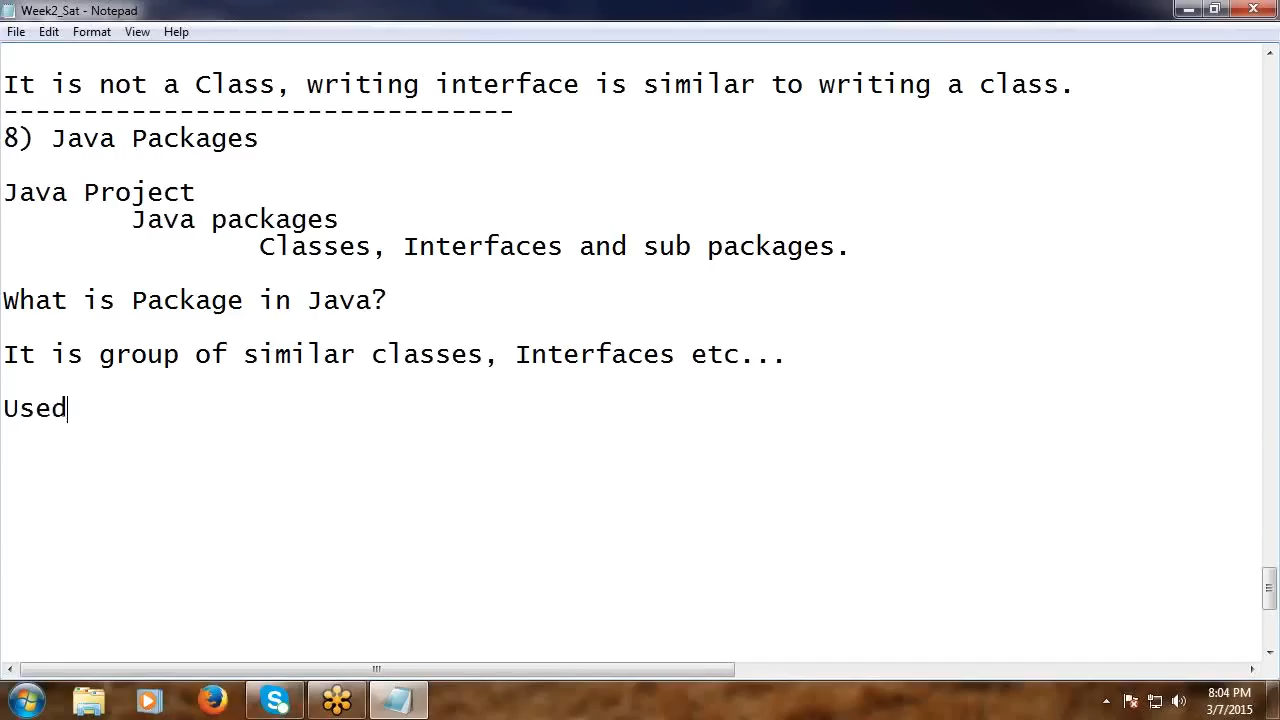 Week2_Sat - Notepad
File Edit Format View Help
It is not a Class, writing interface is similar to writing a class.
--------------------------------
8) Java Packages
Java Project
Java packages
Classes, Interfaces and sub packages.
What is Package in Java?
It is group of similar classes, Interfaces etc...
Used
8:04 PM
3/7/2015